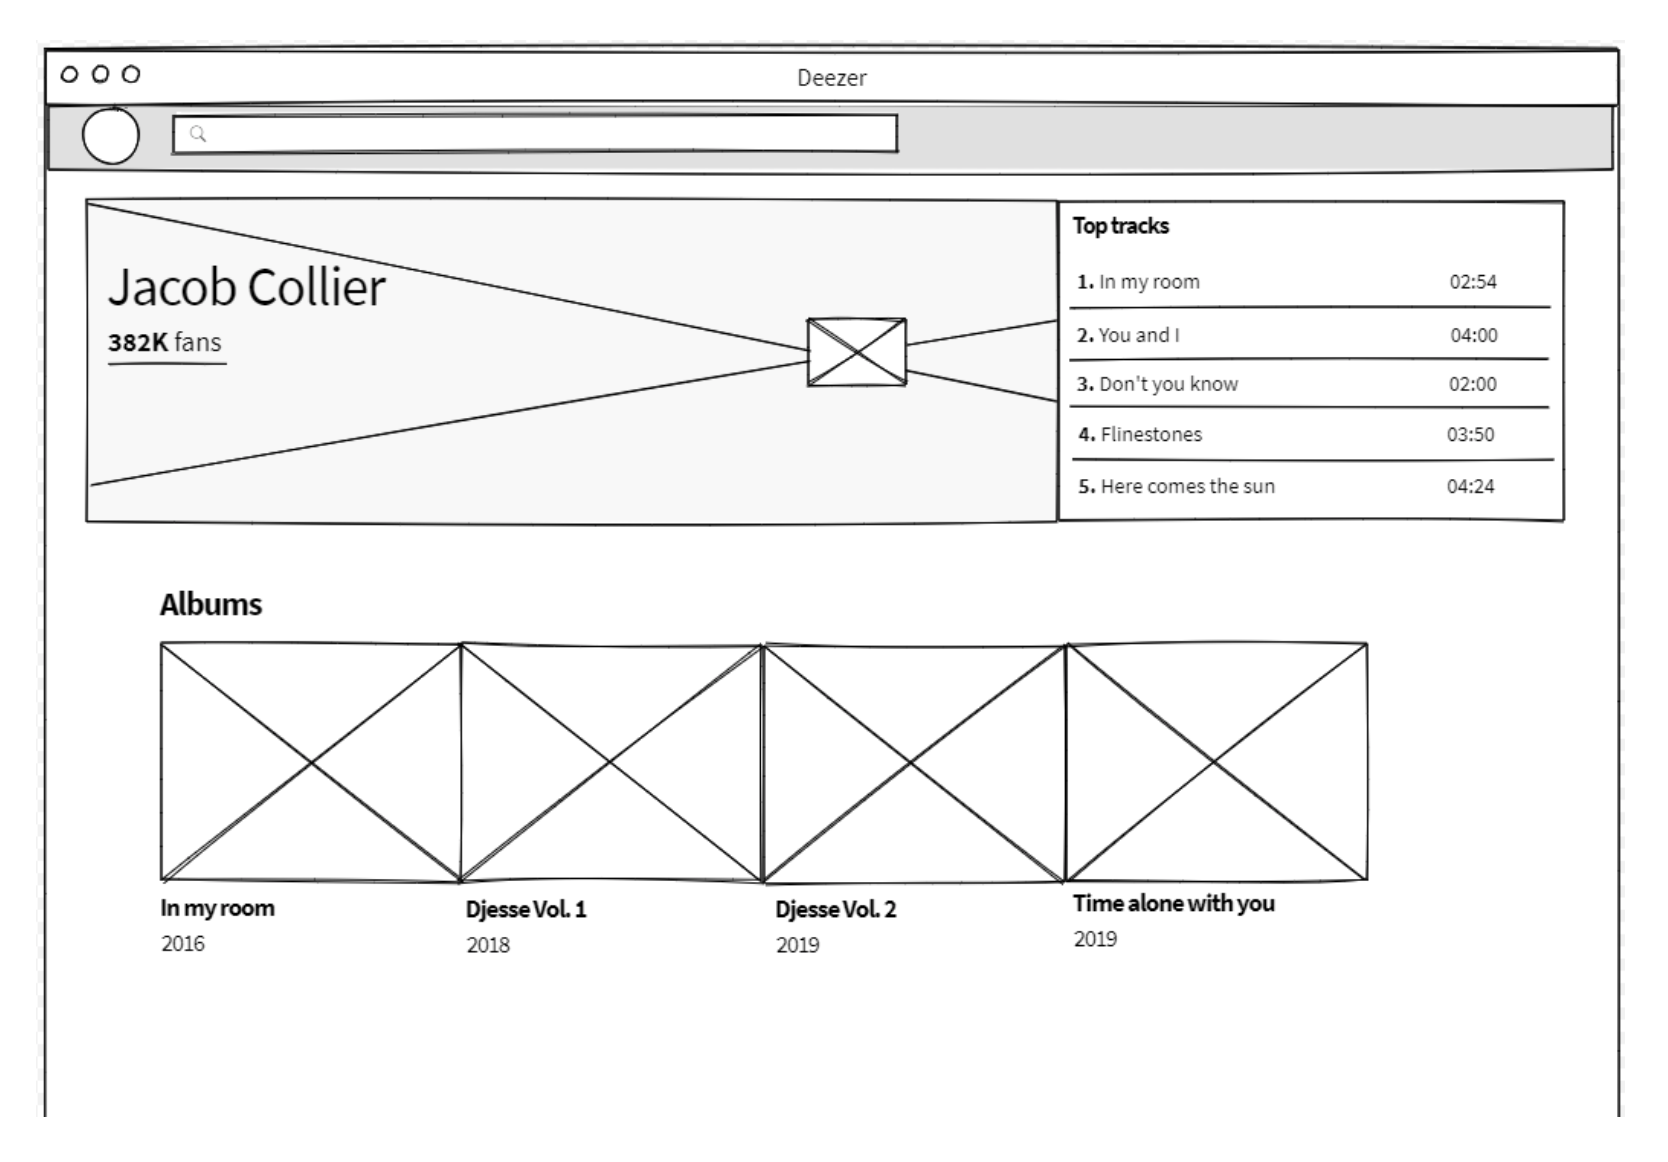 Deezer
Jacob Collier
382K fans
Top tracks
1. In my room 02:54
2. You and I 04:00
3. Don't you know 02:00
4. Flinestones 03:50
5. Here comes the sun 04:24
Albums
In my room
2016
Djesse Vol. 1
2018
Djesse Vol. 2
2019
Time alone with you
2019